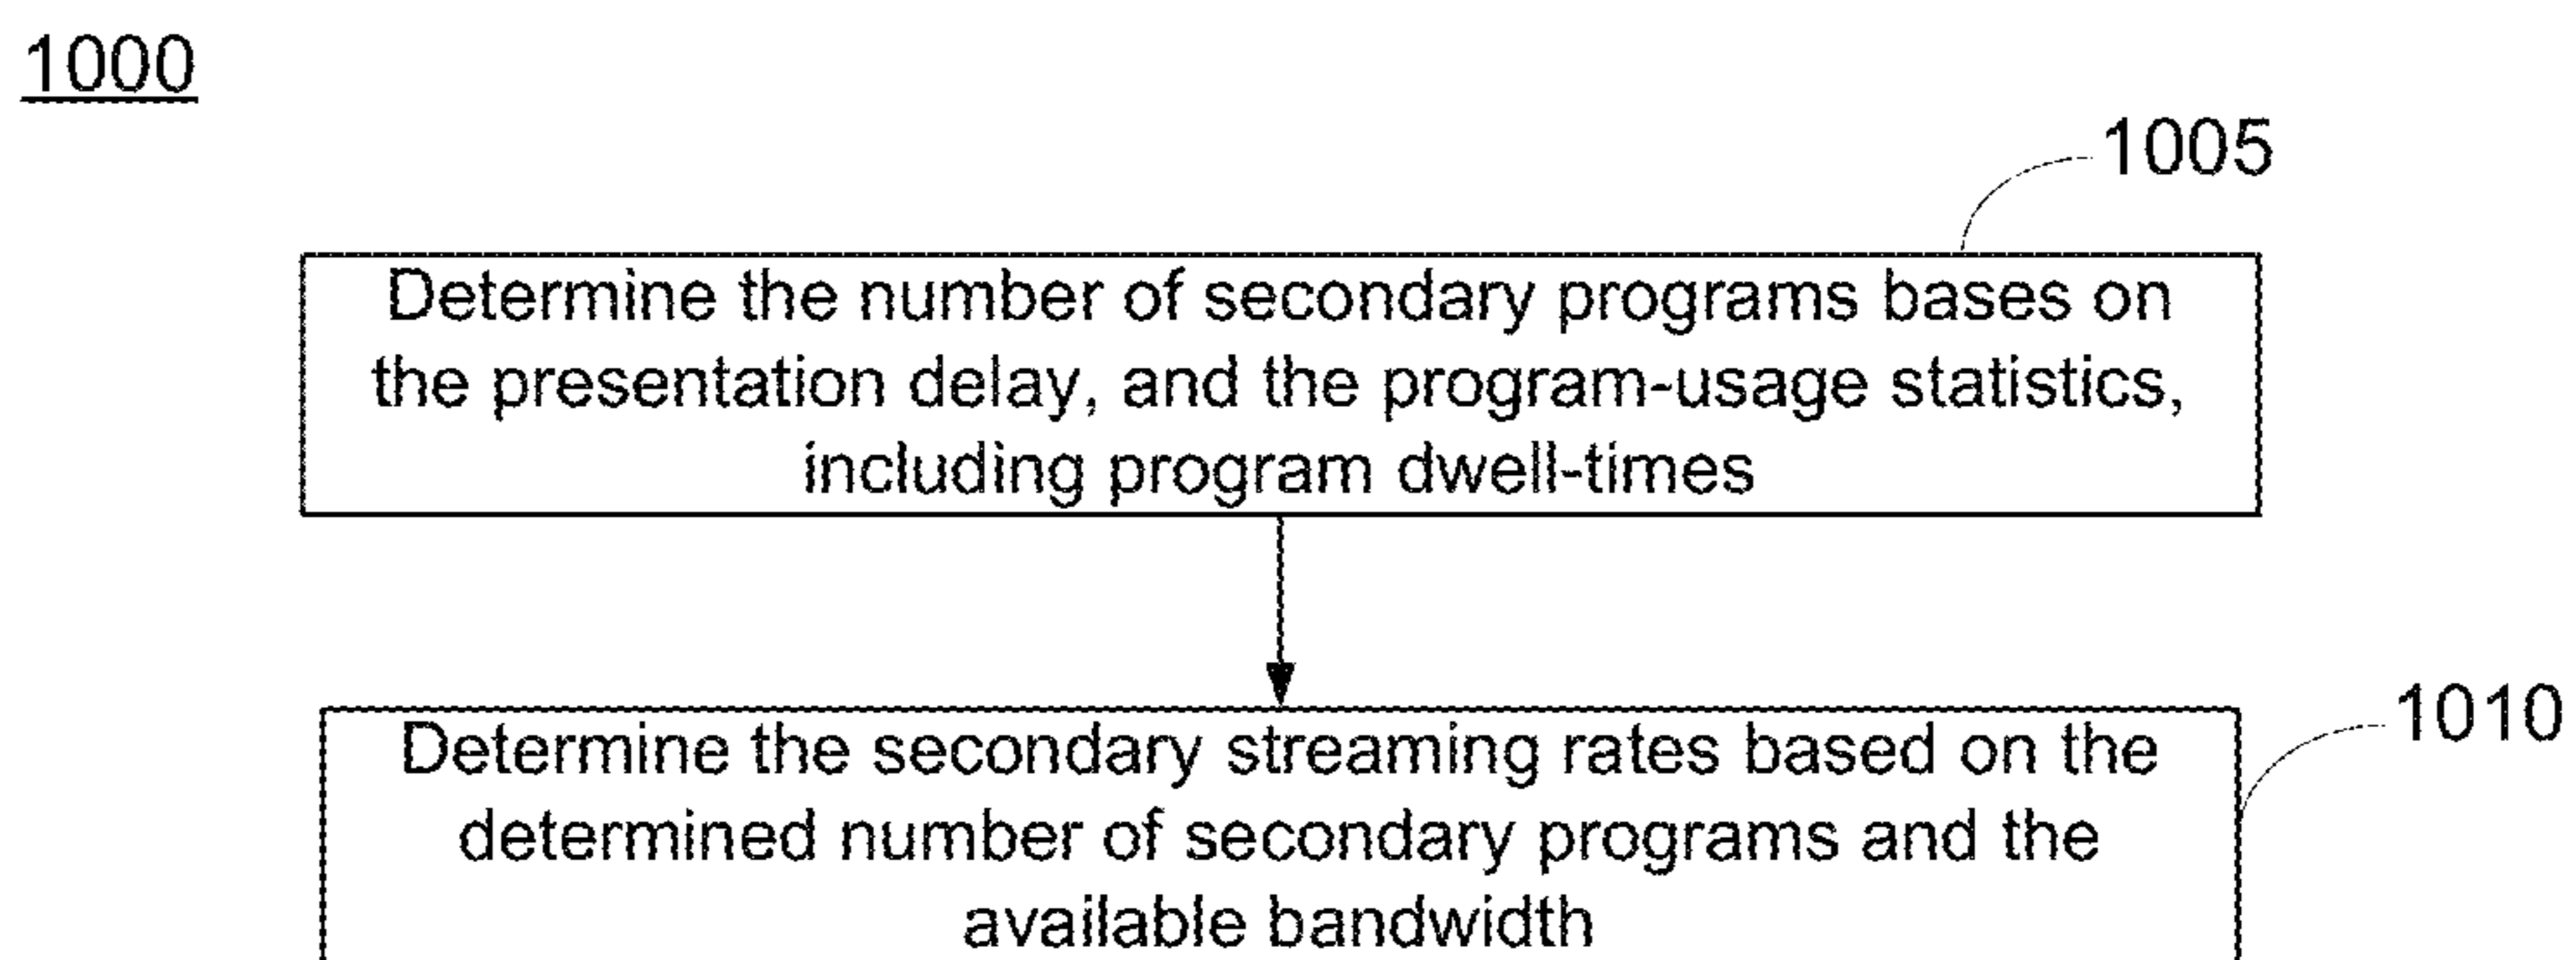 1000
1005
Determine the number of secondary programs bases on
the presentation delay, and the program-usage statistics,
including program dwell-times
1010
Determine the secondary streaming rates based on the
determined number of secondary programs and the
available bandwidth